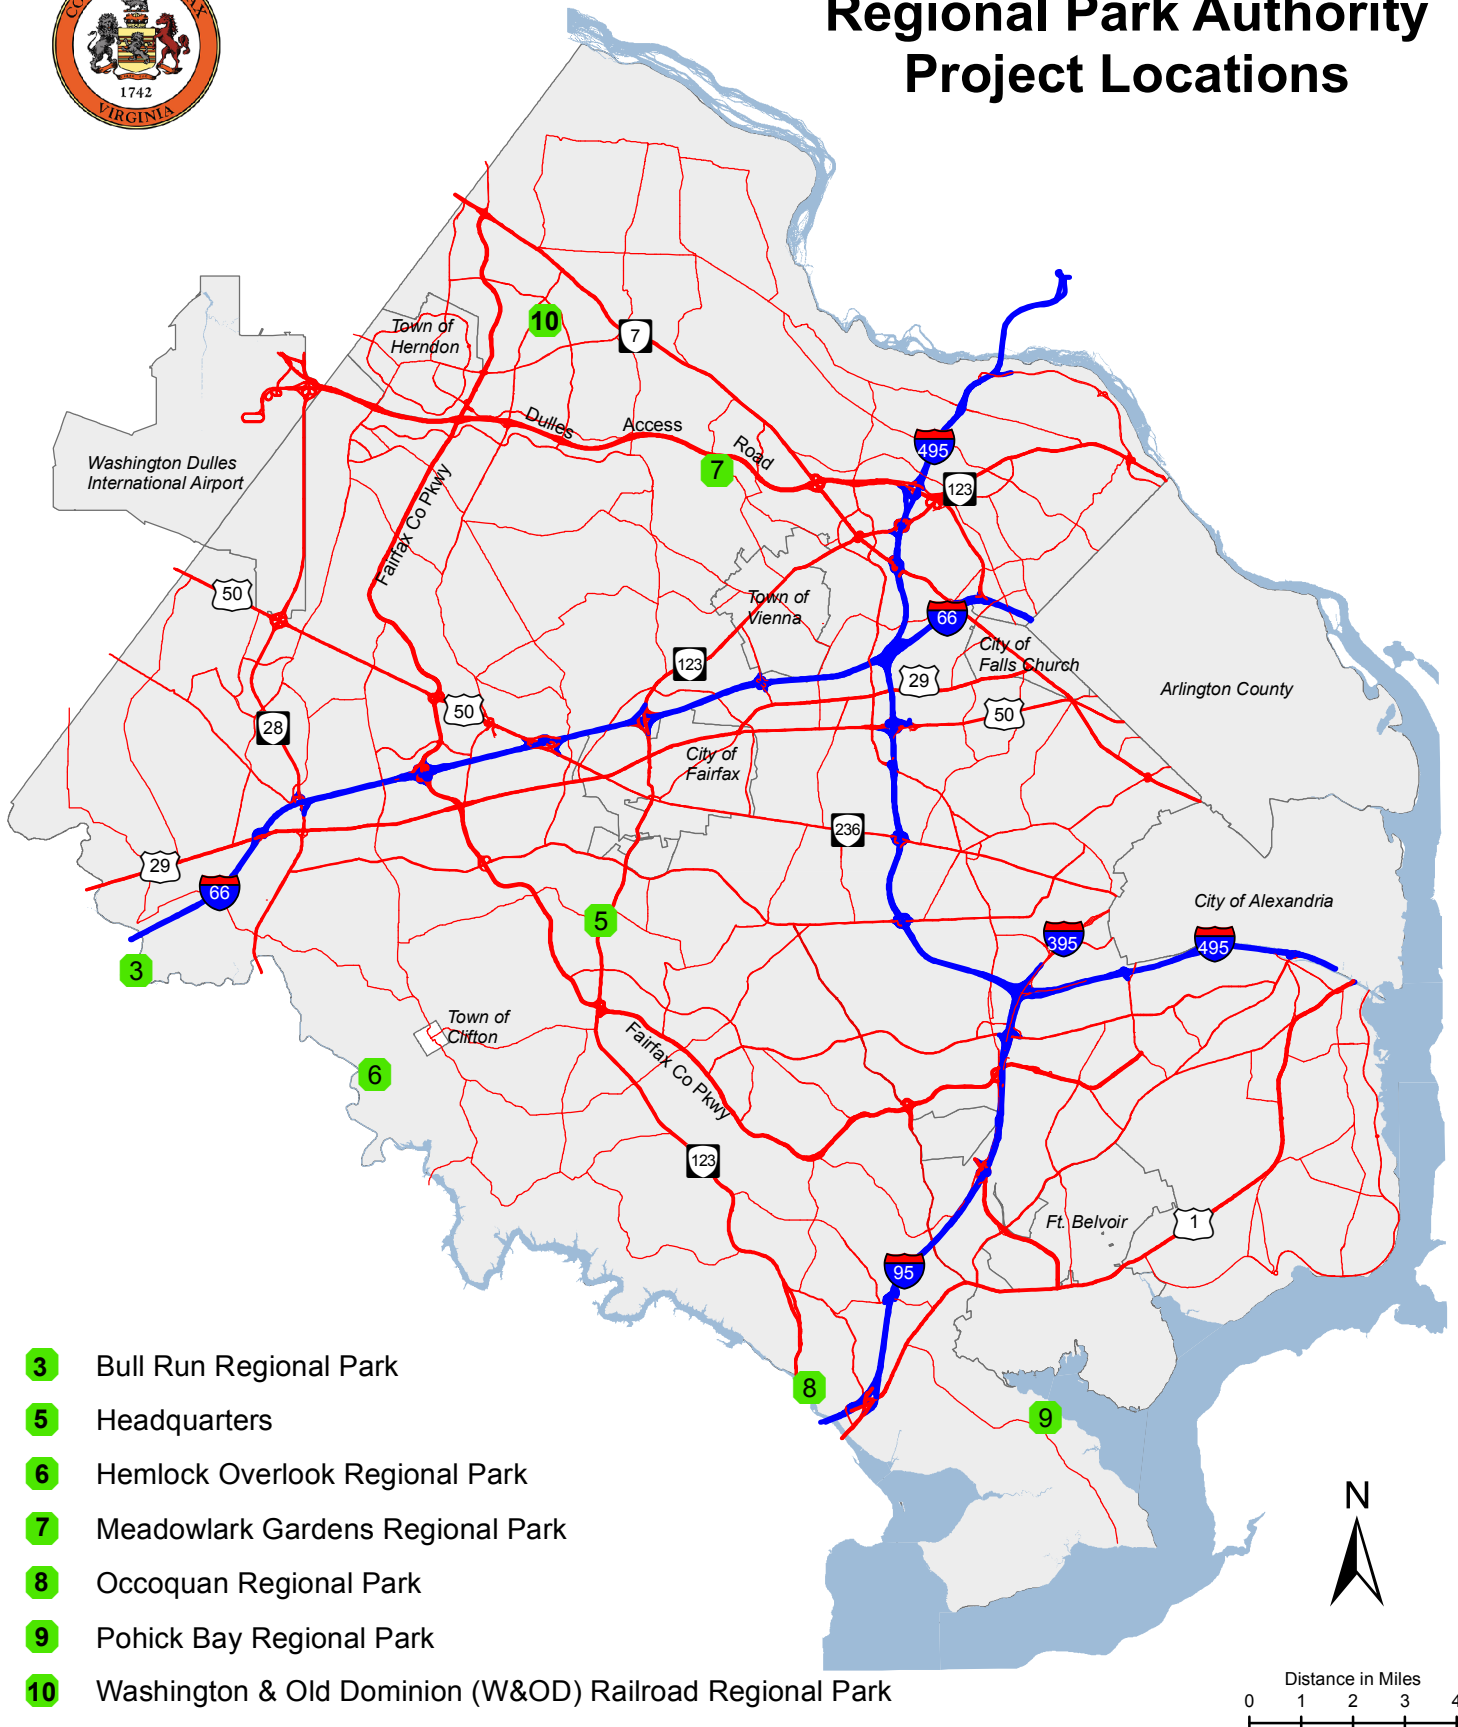 1742
VIRGINIA
Regional Park Authority
Project Locations
Town of
Herndon
10
7
Dulles
Access
Road
495
7
123
Washington Dulles
International Airport
Fairfax Co Pkwy
50
Town of
Vienna
66
City of
Falls Church
123
29
Arlington County
50
50
28
City of
Fairfax
236
29
66
City of Alexandria
5
395
495
3
Town of
Clifton
Fairfax Co Pkwy
6
123
Ft. Belvoir
1
95
8
9
3 Bull Run Regional Park
5 Headquarters
6 Hemlock Overlook Regional Park
7 Meadowlark Gardens Regional Park
8 Occoquan Regional Park
9 Pohick Bay Regional Park
10 Washington & Old Dominion (W&OD) Railroad Regional Park
N
Distance in Miles
0 1 2 3 4